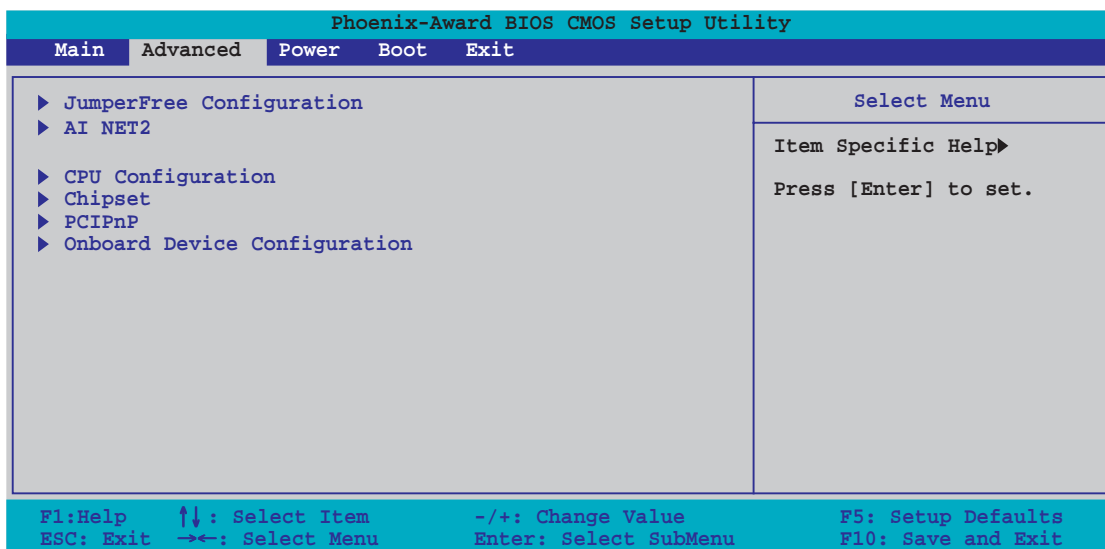 Phoenix-Award BIOS CMOS Setup Utility
Main Advanced Power Boot Exit
JumperFree Configuration
AI NET2
CPU Configuration
Chipset
PCIPnP
Onboard Device Configuration
Select Menu
Item Specific Help
Press [Enter] to set.
F1:Help ↑↓: Select Item -/+: Change Value F5: Setup Defaults
ESC: Exit →←: Select Menu Enter: Select SubMenu F10: Save and Exit